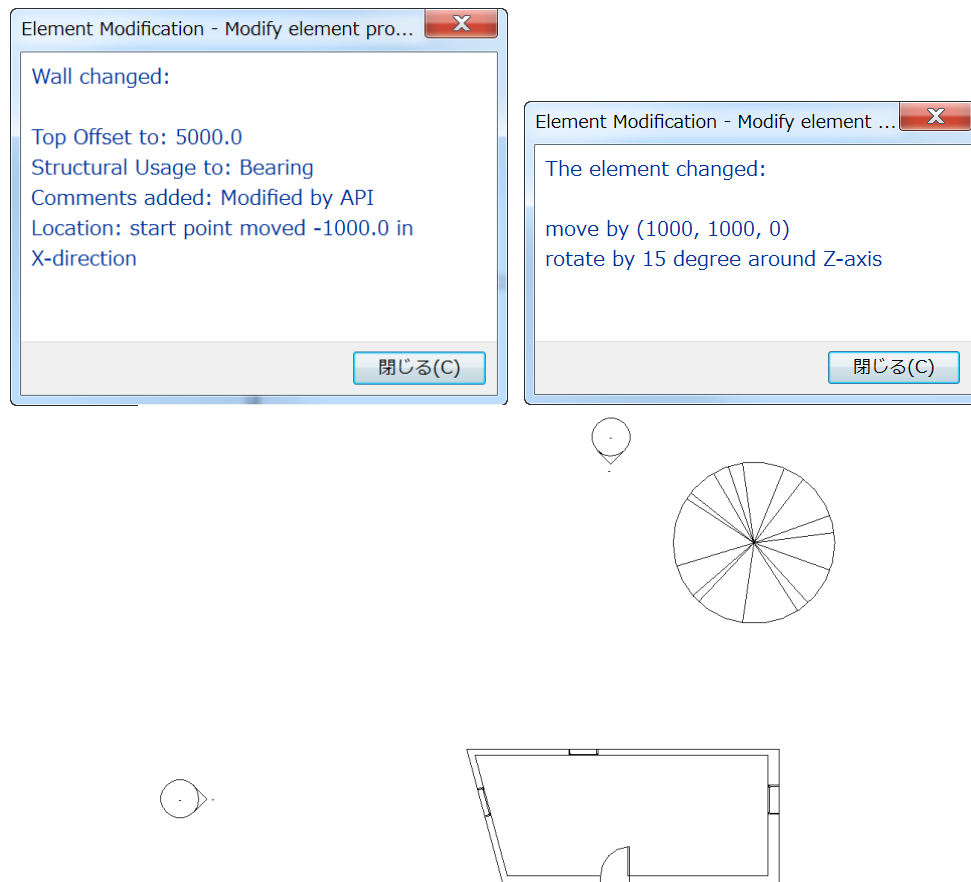 Element Modification - Modify element pro...
Wall changed:
Top Offset to: 5000.0
Structural Usage to: Bearing
Comments added: Modified by API
Location: start point moved -1000.0 in
X-direction
閉じる(C)
Element Modification - Modify element ...
The element changed:
move by (1000, 1000, 0)
rotate by 15 degree around Z-axis
閉じる(C)